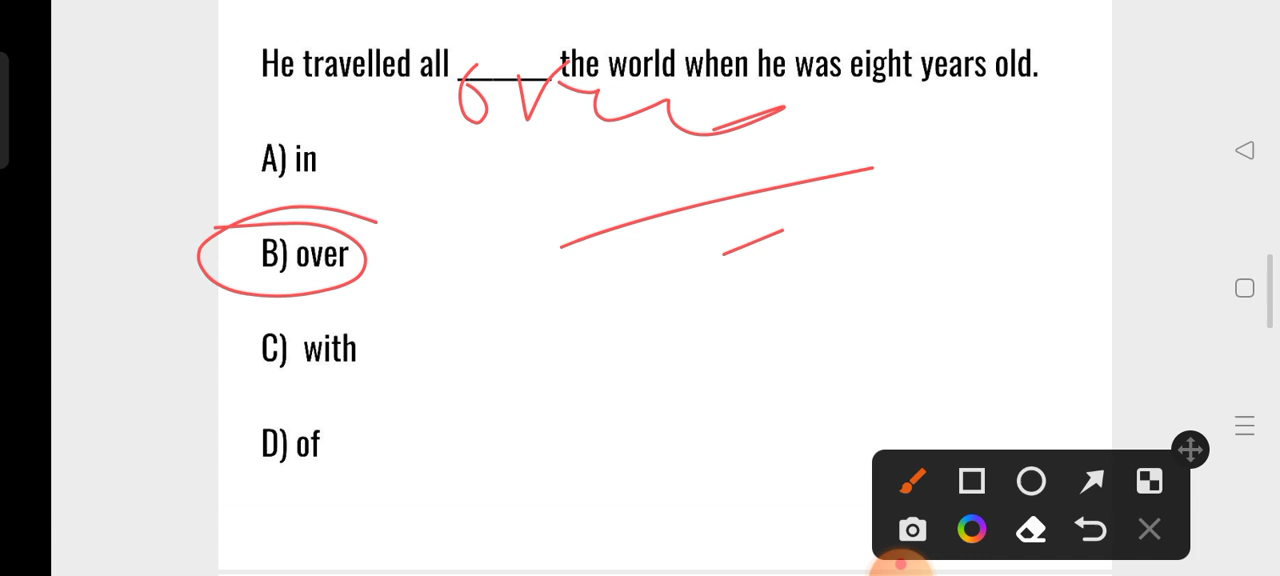 He travelled all ______ the world when he was eight years old.
over
A) in
B) over
C) with
D) of